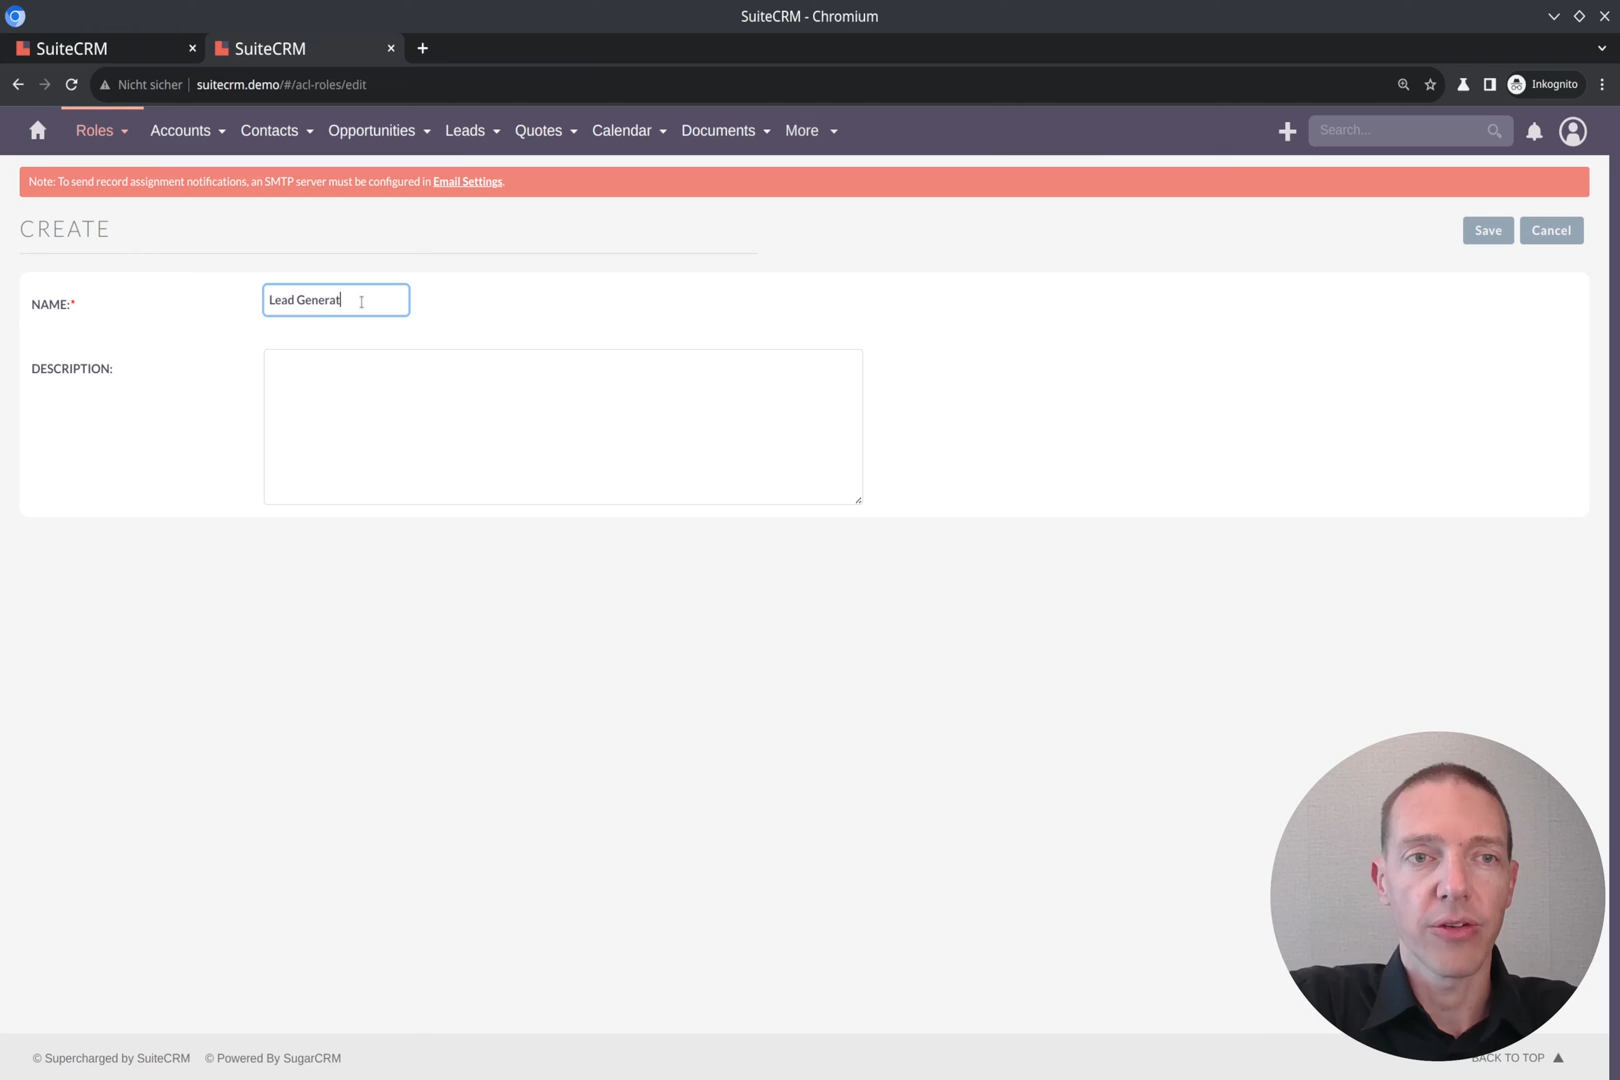 SuiteCRM - Chromium
SuiteCRM
SuiteCRM
Nicht sicher
suitecrm.demo/#/acl-roles/edit
Inkognito
Roles
Accounts
Contacts
Opportunities
Leads
Quotes
Calendar
Documents
More
Search...
Note: To send record assignment notifications, an SMTP server must be configured in Email Settings.
CREATE
Save
Cancel
NAME:*
Lead Generat
DESCRIPTION:
© Supercharged by SuiteCRM
© Powered By SugarCRM
BACK TO TOP